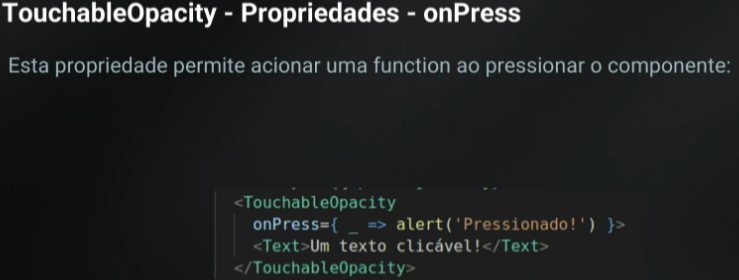 TouchableOpacity - Propriedades - onPress
Esta propriedade permite acionar uma function ao pressionar o componente:
<TouchableOpacity
onPress={ _ => alert('Pressionado!') }>
<Text>Um texto clicável!</Text>
</TouchableOpacity>